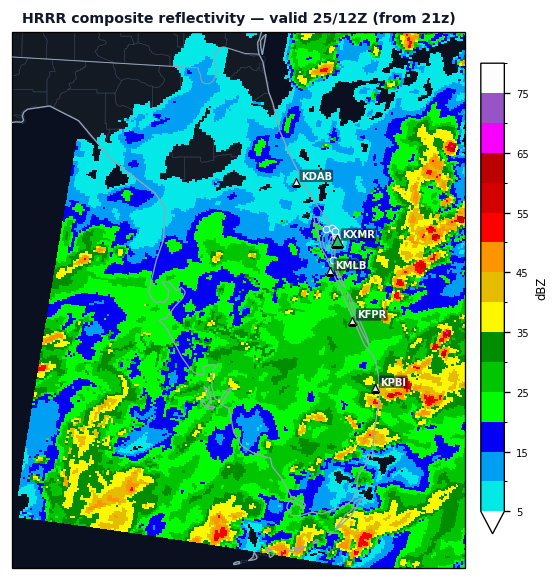 HRRR composite reflectivity — valid 25/12Z (from 21z)
KDAB
KXMR
KMLB
KFPR
KPBI
75
65
55
45
35
25
15
5
dBZ